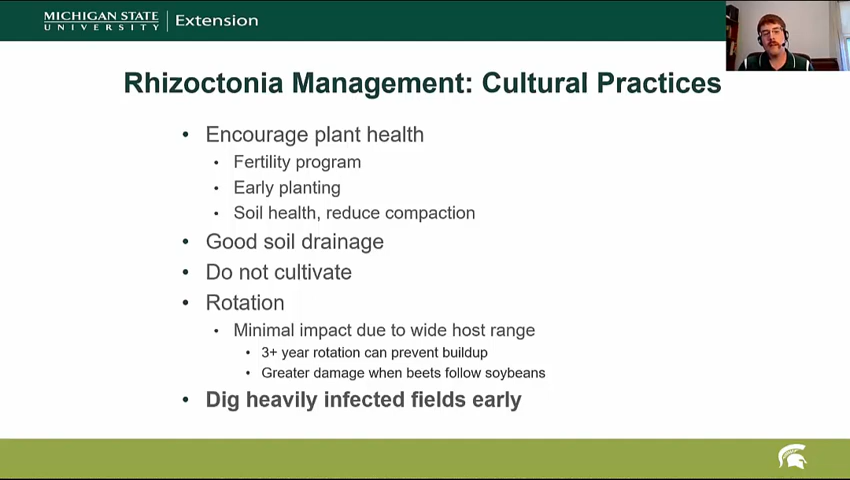 MICHIGAN STATE
UNIVERSITY
Extension
Rhizoctonia Management: Cultural Practices
• Encourage plant health
• Fertility program
• Early planting
• Soil health, reduce compaction
• Good soil drainage
• Do not cultivate
• Rotation
• Minimal impact due to wide host range
• 3+ year rotation can prevent buildup
• Greater damage when beets follow soybeans
• Dig heavily infected fields early